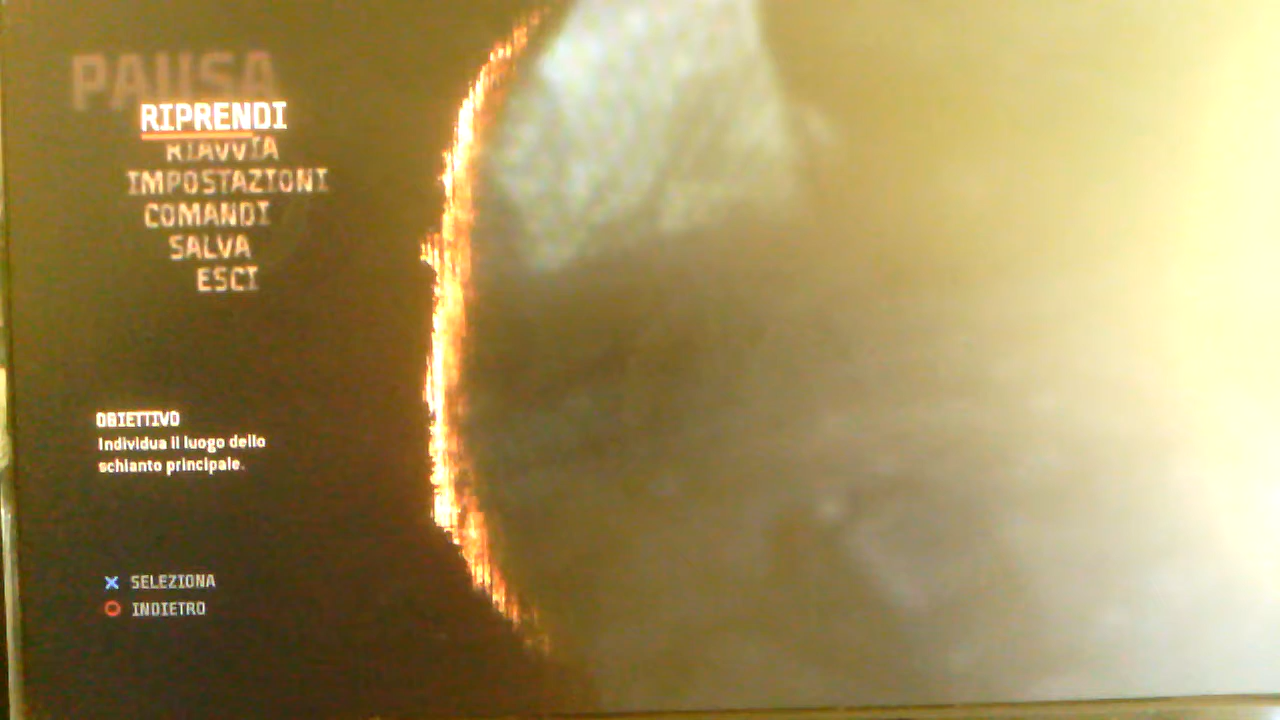 PAUSA
RIPRENDI
RIAVVIA
IMPOSTAZIONI
COMANDI
SALVA
ESCI
OBIETTIVO
Individua il luogo dello
schianto principale.
SELEZIONA
INDIETRO